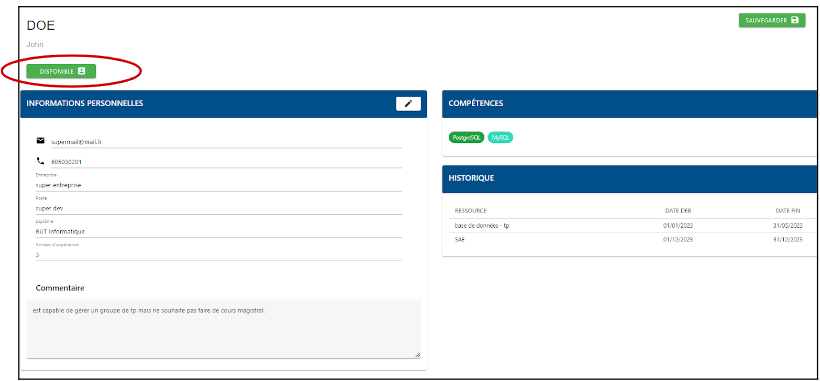 DOE
SAUVEGARDER
John
DISPONIBLE
INFORMATIONS PERSONNELLES
supermail@mail.fr
605030201
Entreprise
super entreprise
Poste
super dev
Diplôme
BUT Informatique
Années d'expérience
5
Commentaire
est capable de gérer un groupe de tp mais ne souhaite pas faire de cours magistral.
COMPÉTENCES
PostgreSQL MySQL
HISTORIQUE
RESSOURCE DATE DEB DATE FIN
base de données - tp 01/01/2023 31/05/2023
SAE 01/12/2023 31/12/2023